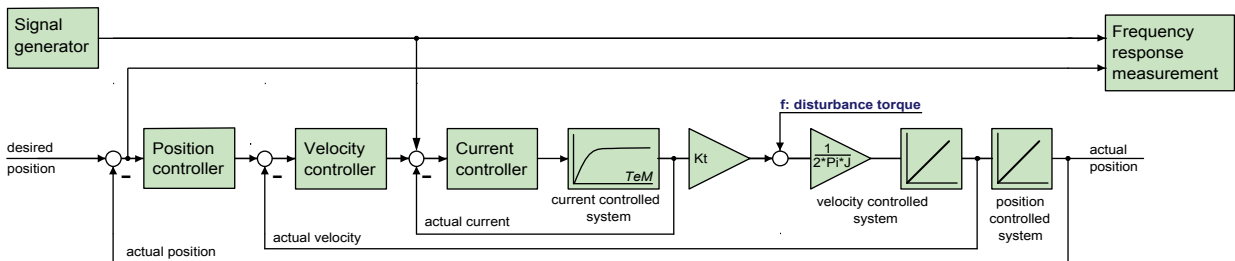 Signal
generator
Frequency
response
measurement
f: disturbance torque
desired
position
Position
controller
Velocity
controller
Current
controller
TeM
Kt
1
2*Pi*J
actual
position
current controlled
system
velocity controlled
system
position
controlled
system
actual current
actual velocity
actual position